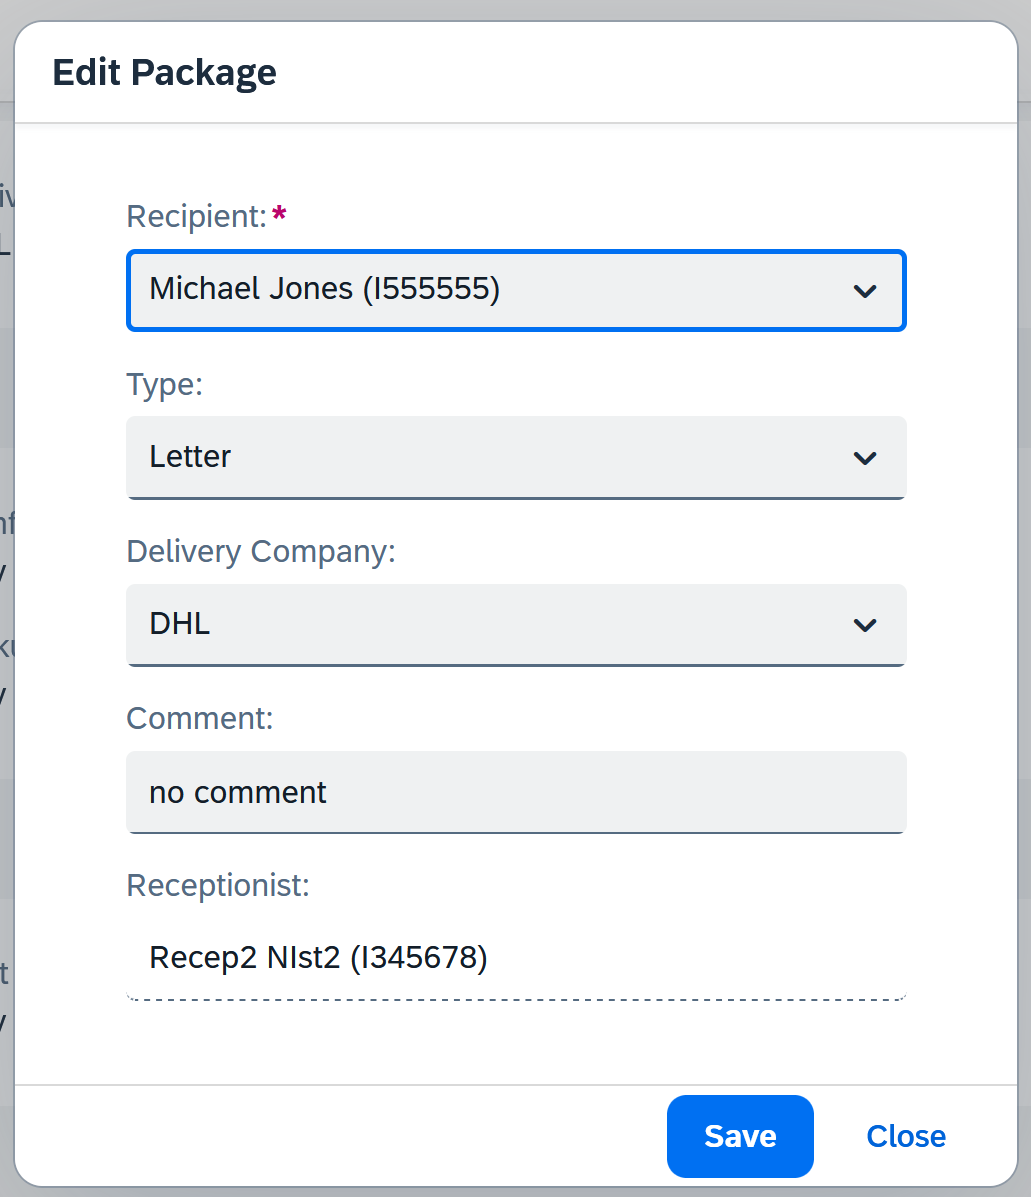 Edit Package
Recipient:*
Michael Jones (I555555)
Type:
Letter
Delivery Company:
DHL
Comment:
no comment
Receptionist:
Recep2 NIst2 (I345678)
Save Close